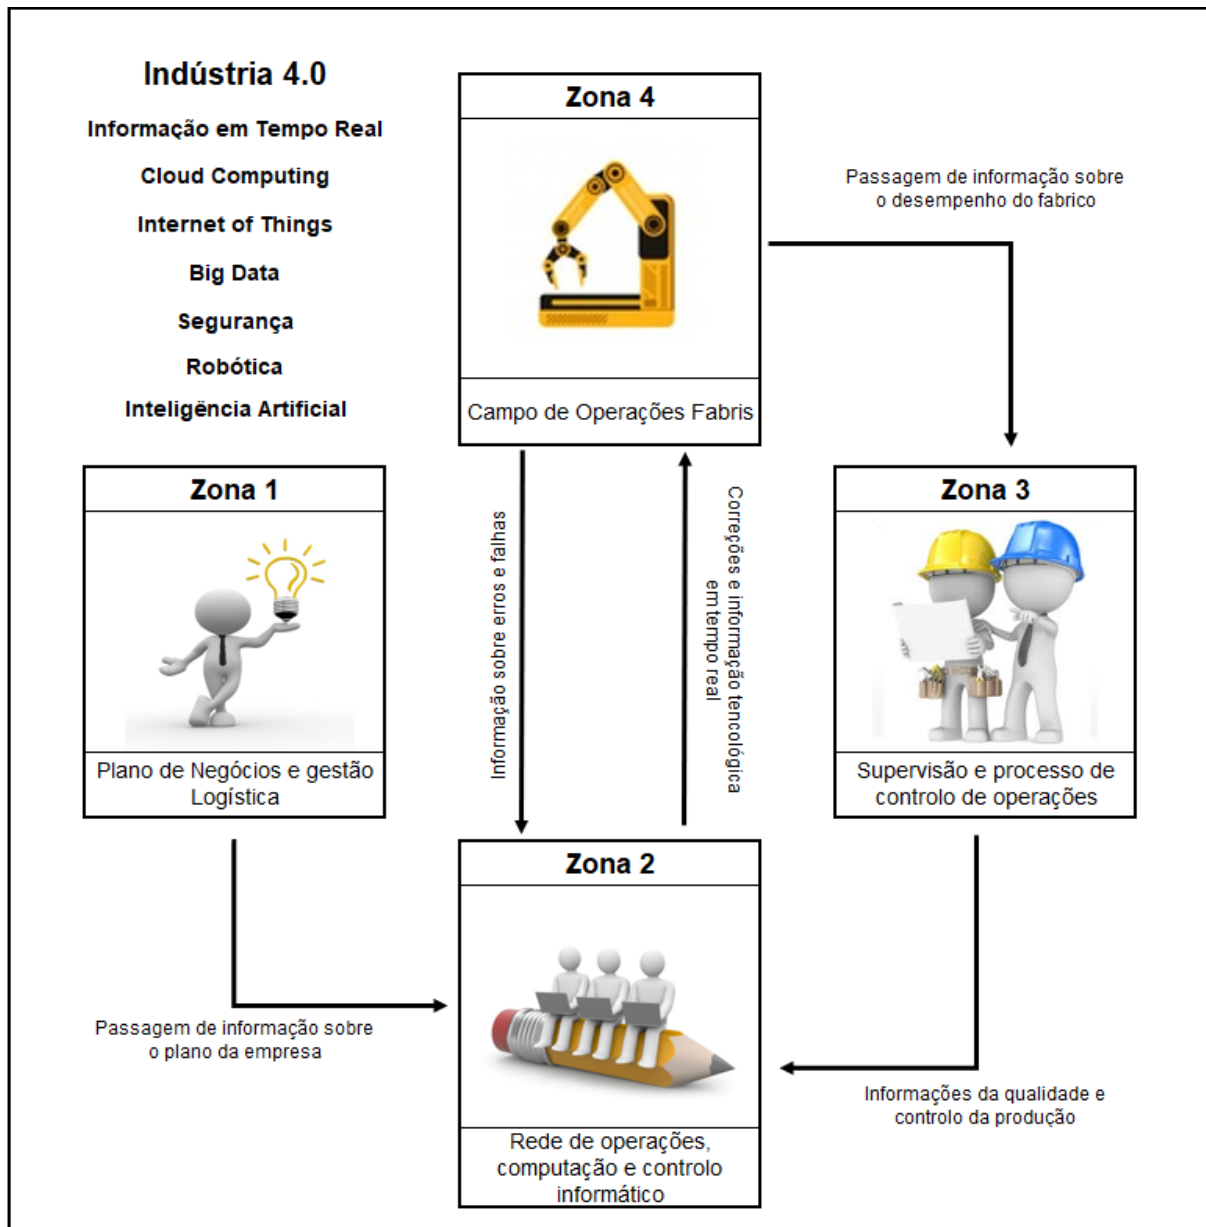 Indústria 4.0
Informação em Tempo Real
Cloud Computing
Internet of Things
Big Data
Segurança
Robótica
Inteligência Artificial
Zona 4
Campo de Operações Fabris
Passagem de informação sobre
o desempenho do fabrico
Zona 1
Plano de Negócios e gestão
Logística
Informação sobre erros e falhas
Correções e informação tencológica
em tempo real
Zona 3
Supervisão e processo de
controlo de operações
Passagem de informação sobre
o plano da empresa
Zona 2
Rede de operações,
computação e controlo
informático
Informações da qualidade e
controlo da produção